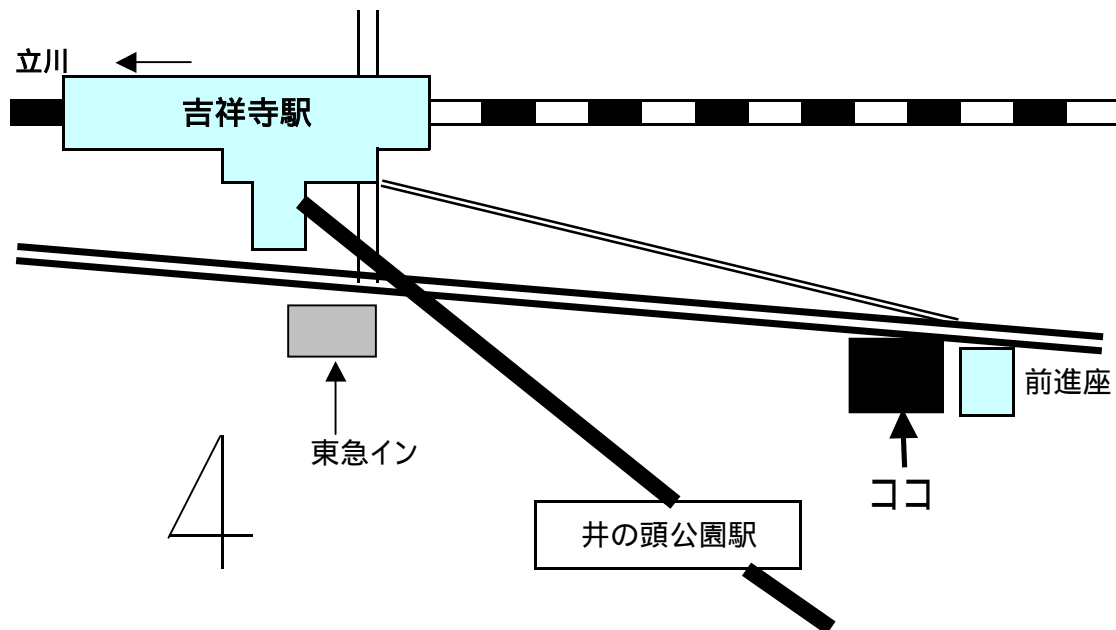 立川
吉祥寺駅
前進座
東急イン
ココ
井の頭公園駅